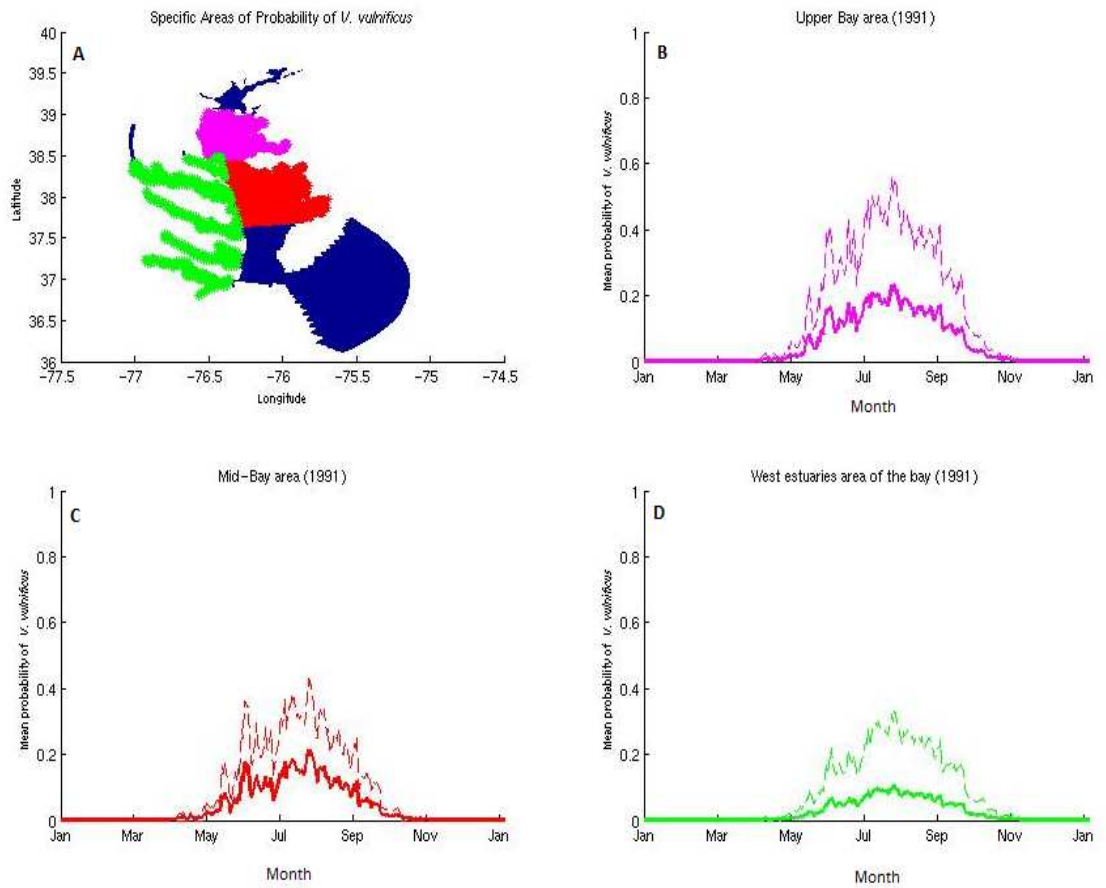 Specific Areas of Probability of V. vulnificus
A
Latitude
40
39.5
39
38.5
38
37.5
37
36.5
36
−77.5 −77 −76.5 −76 −75.5 −75 −74.5
Longitude
Upper Bay area (1991)
B
Mean probability of V. vulnificus
1
0.8
0.6
0.4
0.2
0
Jan Mar May Jul Sep Nov Jan
Month
Mid−Bay area (1991)
C
Mean probability of V. vulnificus
1
0.8
0.6
0.4
0.2
0
Jan Mar May Jul Sep Nov Jan
Month
West estuaries area of the bay (1991)
D
Mean probability of V. vulnificus
1
0.8
0.6
0.4
0.2
0
Jan Mar May Jul Sep Nov Jan
Month